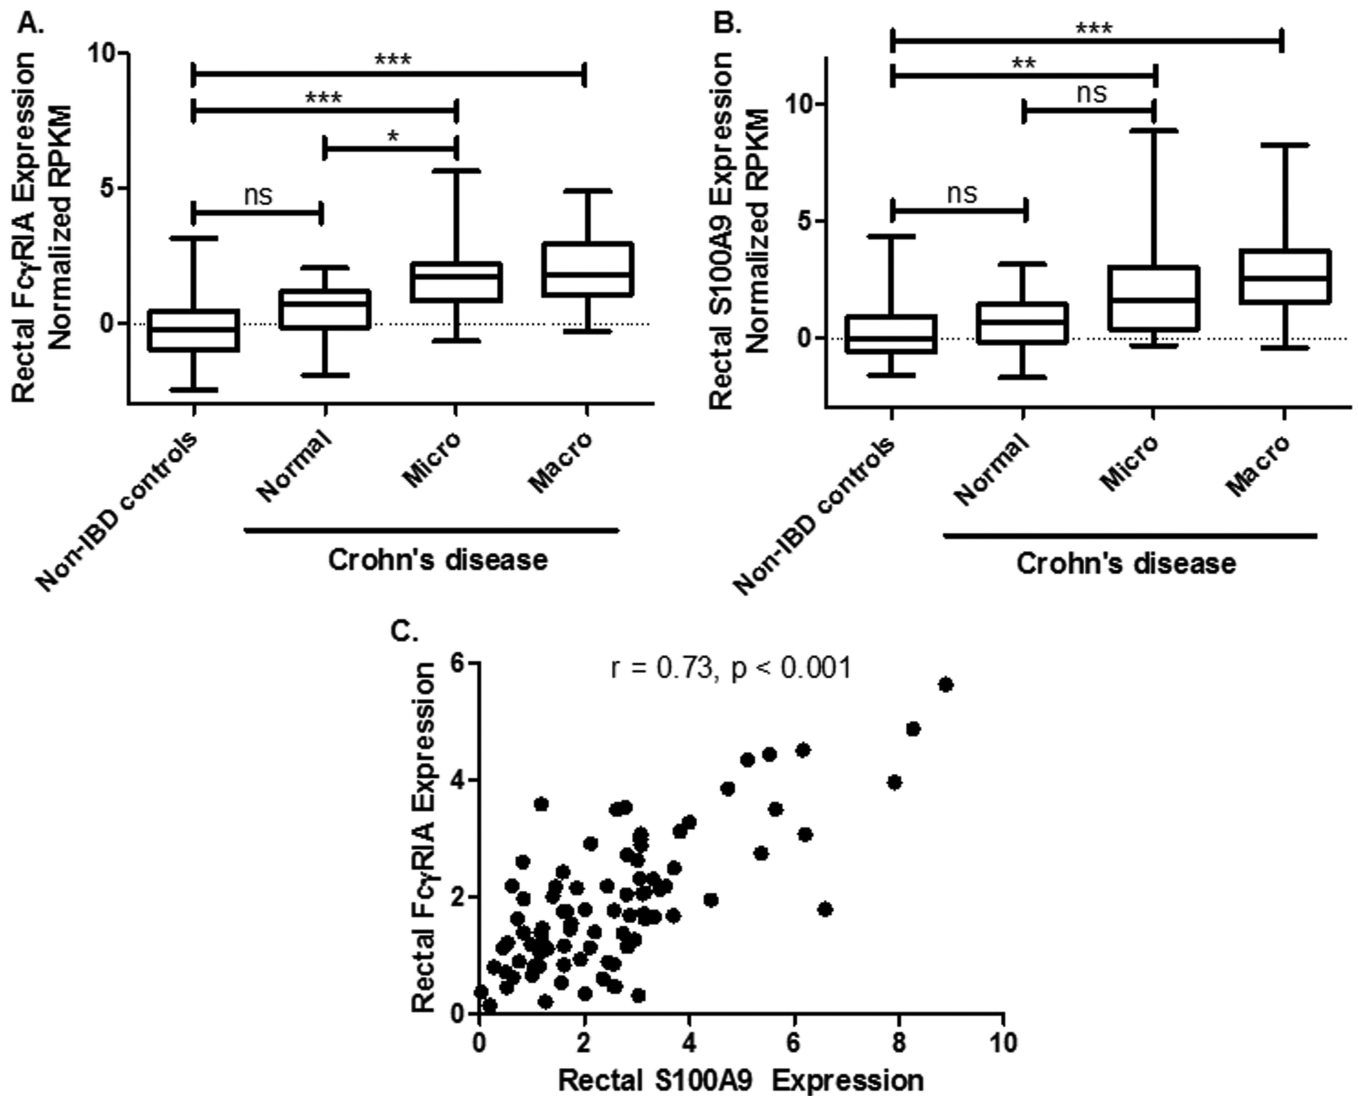 A.
Rectal FcγRIA Expression
Normalized RPKM
10
5
0
***
***
*
ns
Non-IBD controls
Normal
Micro
Macro
Crohn's disease
B.
Rectal S100A9 Expression
Normalized RPKM
10
5
0
***
**
ns
ns
Non-IBD controls
Normal
Micro
Macro
Crohn's disease
C.
r = 0.73, p < 0.001
Rectal FcγRIA Expression
6
4
2
0
0 2 4 6 8 10
Rectal S100A9 Expression